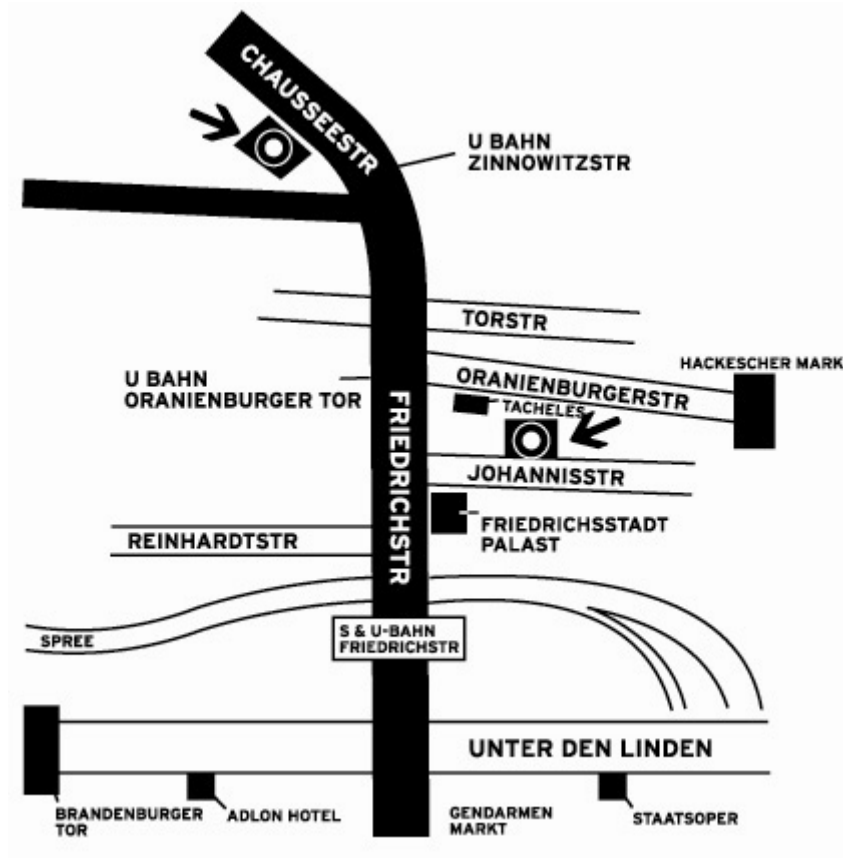 CHAUSSEESTR
U BAHN
ZINNOWITZSTR
TORSTR
HACKESCHER MARK
U BAHN
ORANIENBURGER TOR
ORANIENBURGERSTR
TACHELES
FRIEDRICHSTR
JOHANNISSTR
FRIEDRICHSSTADT
PALAST
REINHARDTSTR
SPREE
S & U-BAHN
FRIEDRICHSTR
UNTER DEN LINDEN
BRANDENBURGER
TOR
ADLON HOTEL
GENDARMEN
MARKT
STAATSOPER